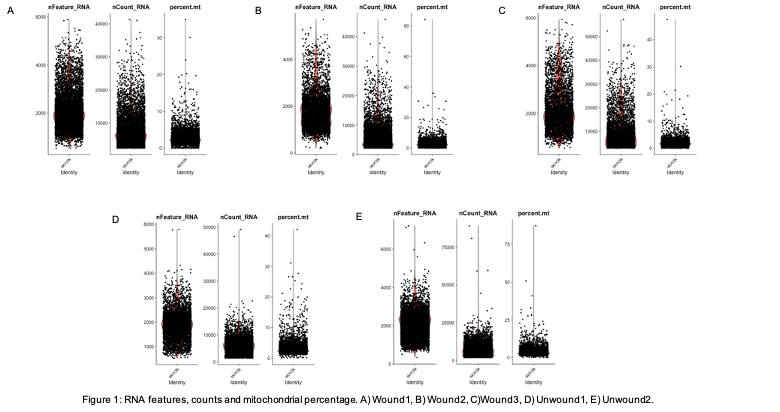 A
nFeature_RNA nCount_RNA percent.mt
6000 4000 2000
40000 30000 20000 10000
30 20 10 0
Identity Identity Identity
B
nFeature_RNA nCount_RNA percent.mt
4000 2000 0
40000 30000 20000 10000 0
80 60 40 20 0
Identity Identity Identity
C
nFeature_RNA nCount_RNA percent.mt
6000 4000 2000
60000 50000 40000 30000 20000 10000
40 30 20 10 0
Identity Identity Identity
D
nFeature_RNA nCount_RNA percent.mt
6000 5000 4000 3000 2000 1000
50000 40000 30000 20000 10000 0
40 30 20 10 0
Identity Identity Identity
E
nFeature_RNA nCount_RNA percent.mt
6000 4000 2000 0
75000 50000 25000 0
75 50 25 0
Identity Identity Identity
Figure 1: RNA features, counts and mitochondrial percentage. A) Wound1, B) Wound2, C)Wound3, D) Unwound1, E) Unwound2.